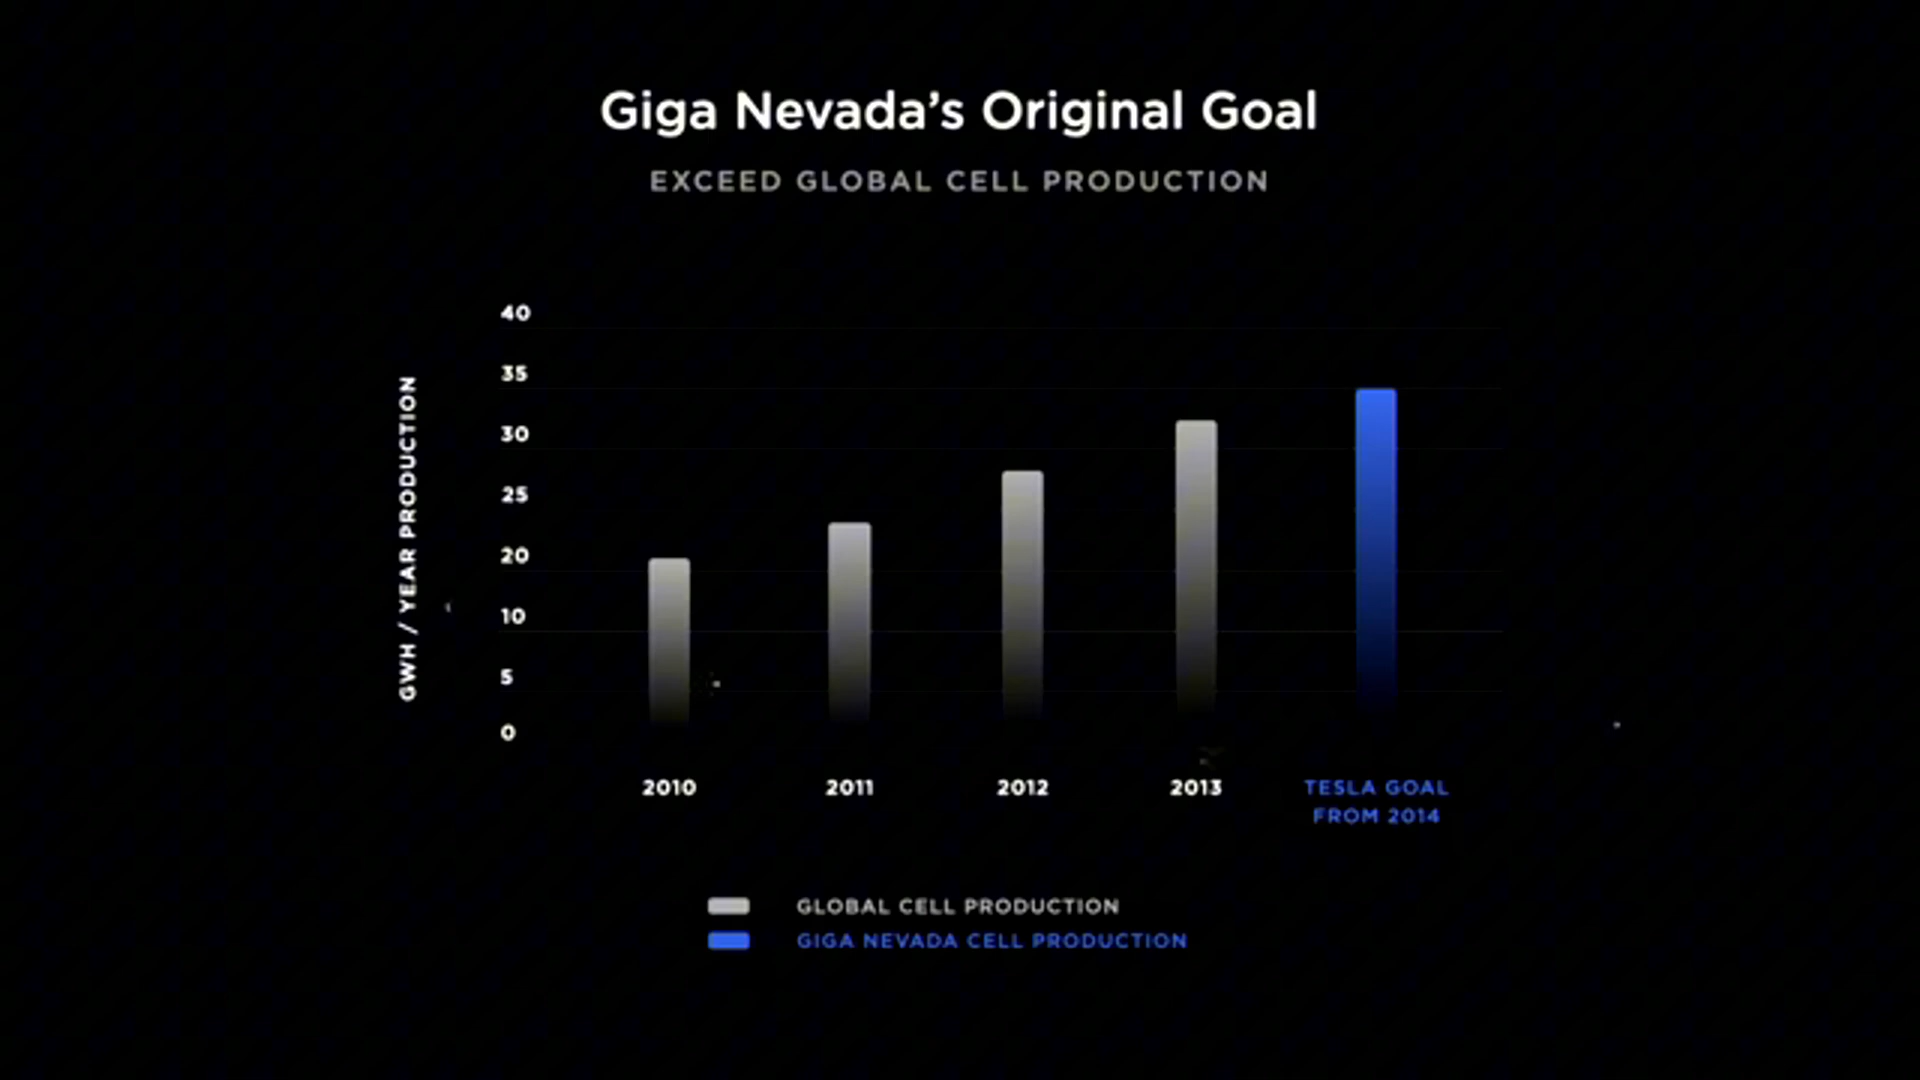 Giga Nevada’s Original Goal
EXCEED GLOBAL CELL PRODUCTION
GWH / YEAR PRODUCTION
40
35
30
25
20
10
5
0
2010
2011
2012
2013
TESLA GOAL
FROM 2014
GLOBAL CELL PRODUCTION
GIGA NEVADA CELL PRODUCTION